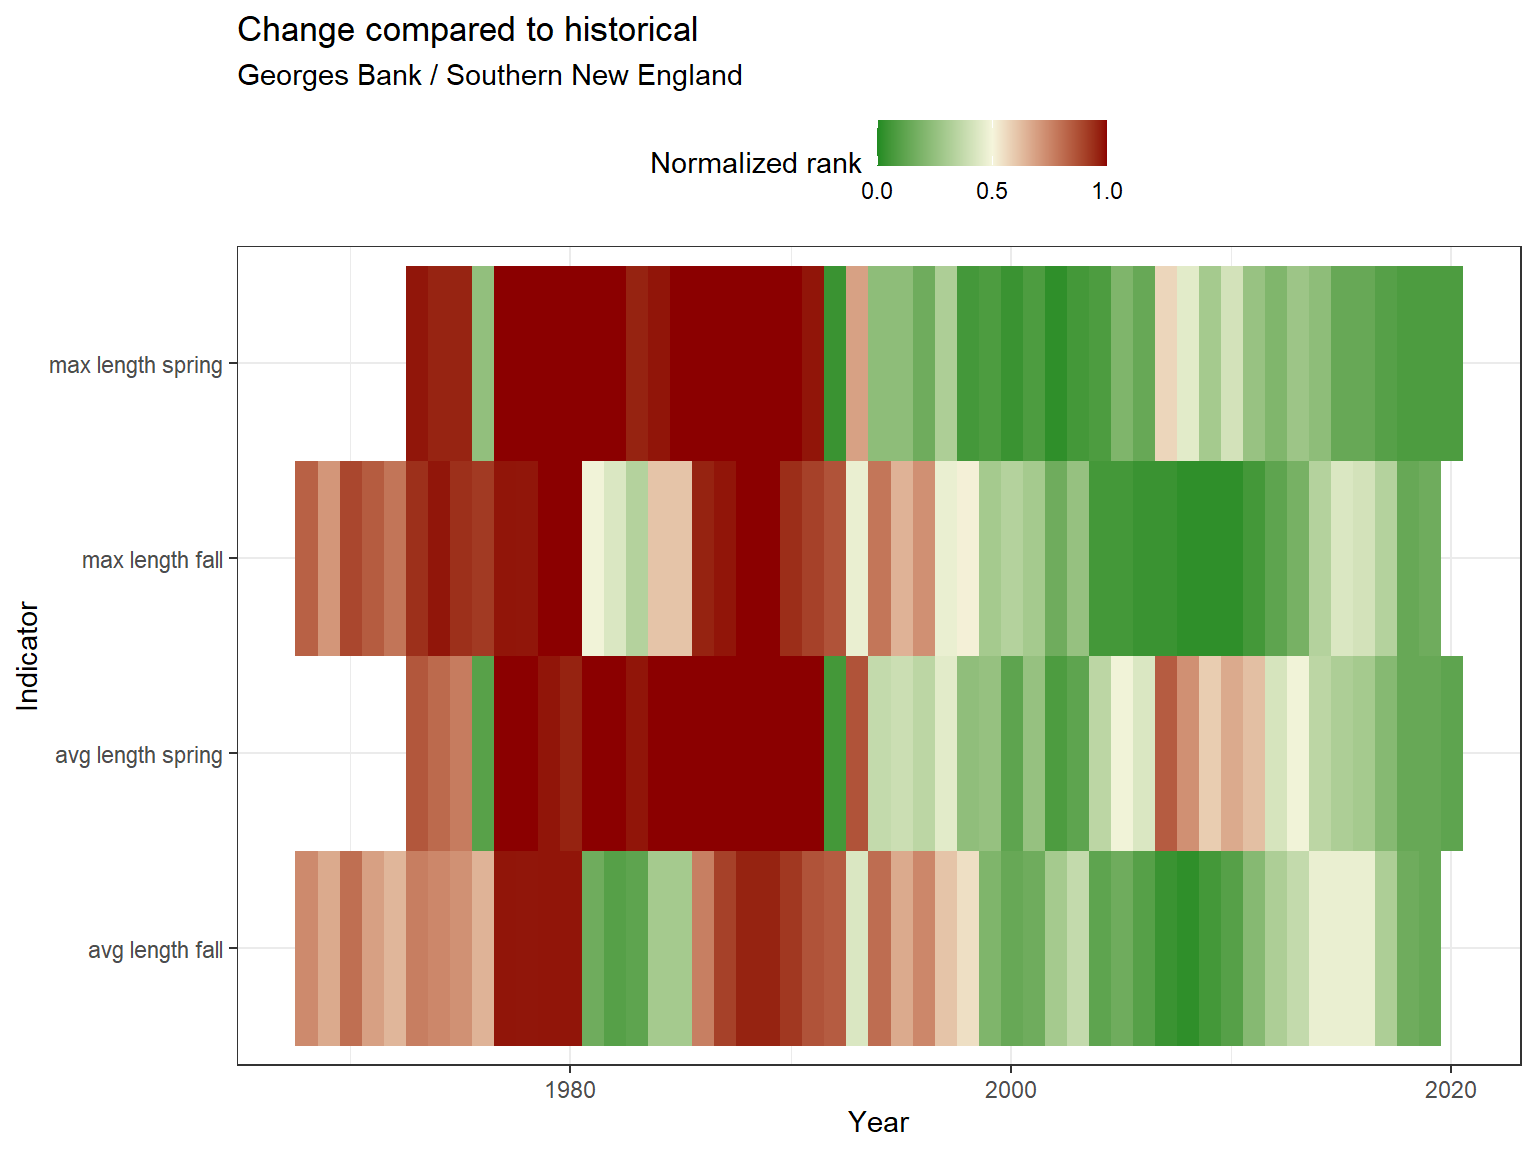 Change compared to historical
Georges Bank / Southern New England
Normalized rank
0.0 0.5 1.0
max length spring
max length fall
avg length spring
avg length fall
Indicator
1980 2000 2020
Year